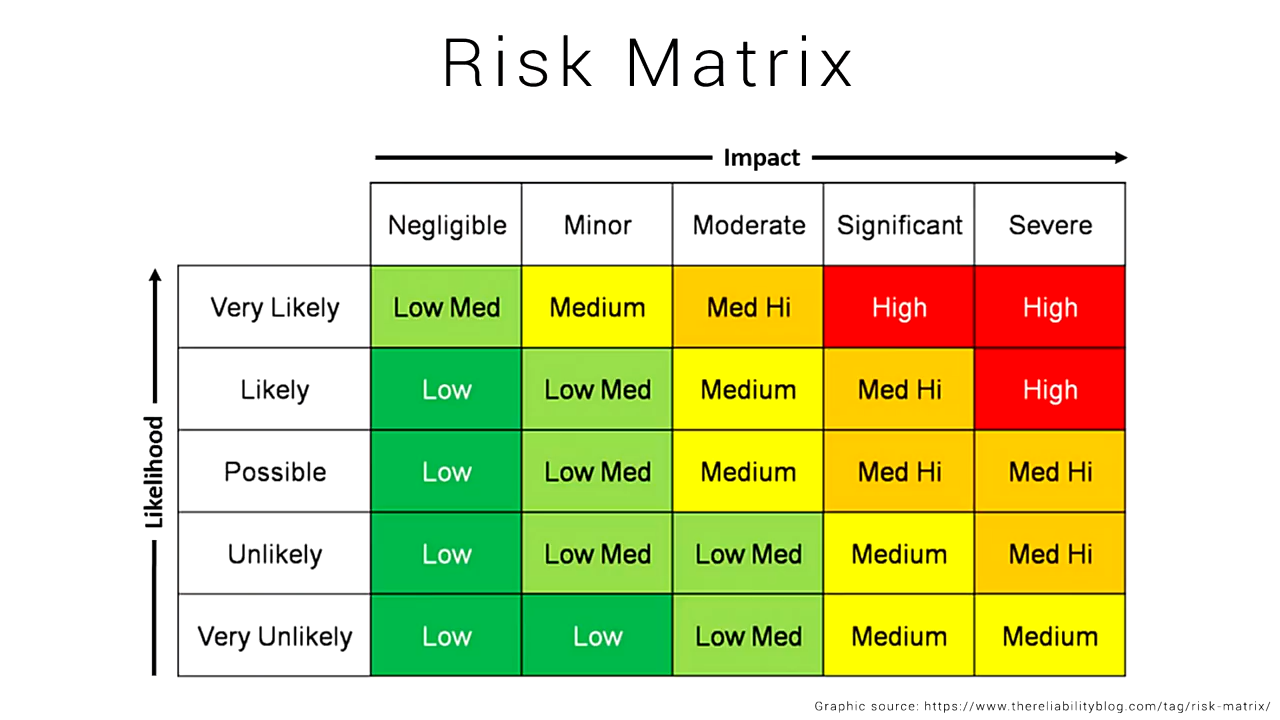 Risk Matrix
Impact
Negligible Minor Moderate Significant Severe
Very Likely Low Med Medium Med Hi High High
Likely Low Low Med Medium Med Hi High
Likelihood
Possible Low Low Med Medium Med Hi Med Hi
Unlikely Low Low Med Low Med Medium Med Hi
Very Unlikely Low Low Low Med Medium Medium
Graphic source: https://www.thereliabilityblog.com/tag/risk-matrix/